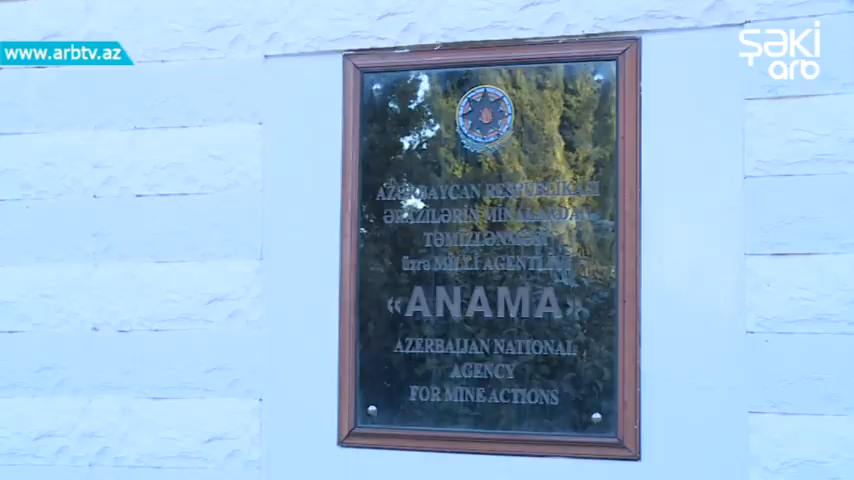 www.arbtv.az
ŞƏKİ
arb
AZƏRBAYCAN RESPUBLİKASI
ƏRAZİLƏRİN MİNALARDAN
TƏMİZLƏNMƏSİ
üzrə MİLLİ AGENTLİYİ
«ANAMA»
AZERBAIJAN NATIONAL
AGENCY
FOR MINE ACTIONS